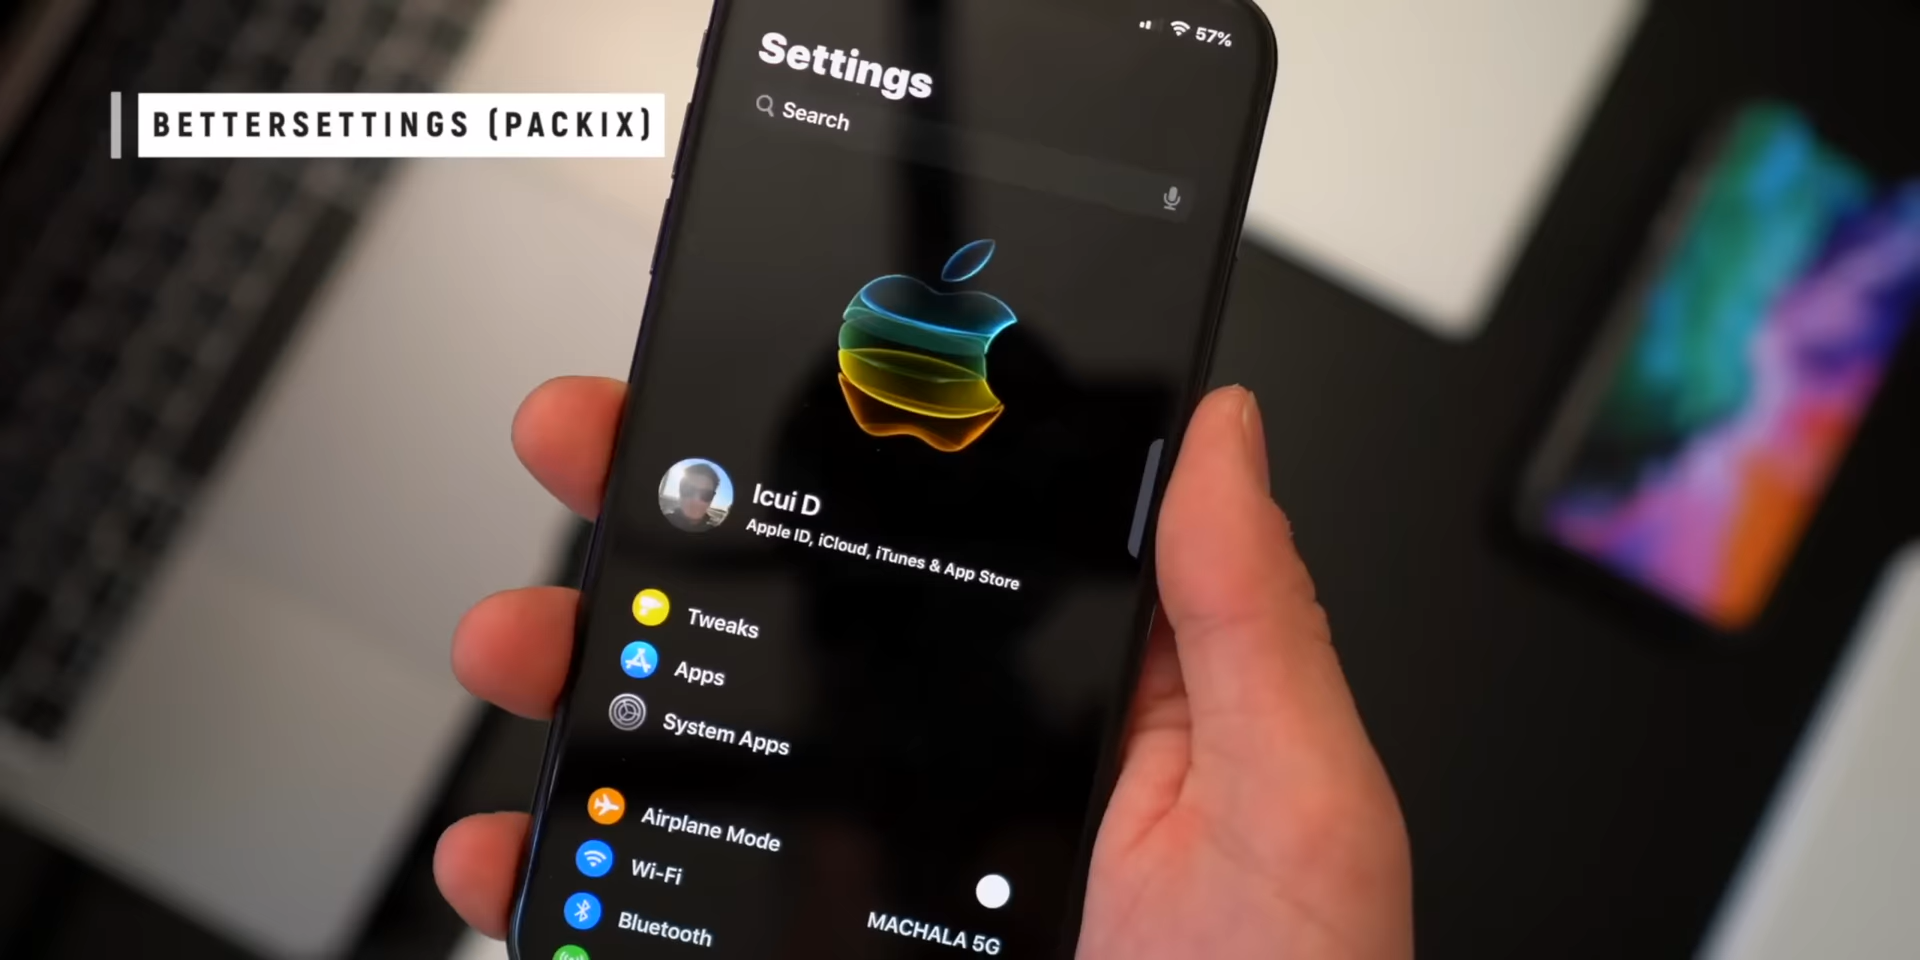 57%
Settings
BETTERSETTINGS (PACKIX)
Search
Icui D
Apple ID, iCloud, iTunes & App Store
Tweaks
Apps
System Apps
Airplane Mode
Wi-Fi
MACHALA 5G
Bluetooth